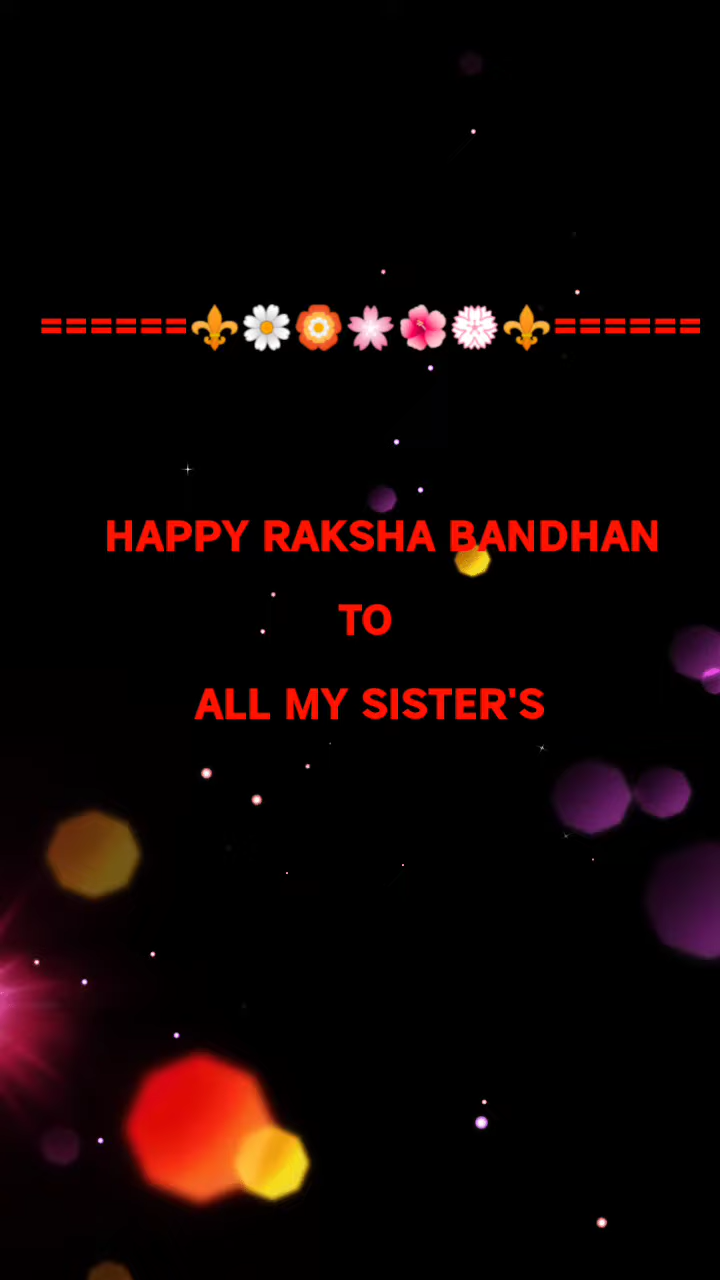 ======⚜️🌼🏵️🌸🌺💮⚜️======
HAPPY RAKSHA BANDHAN
TO
ALL MY SISTER'S